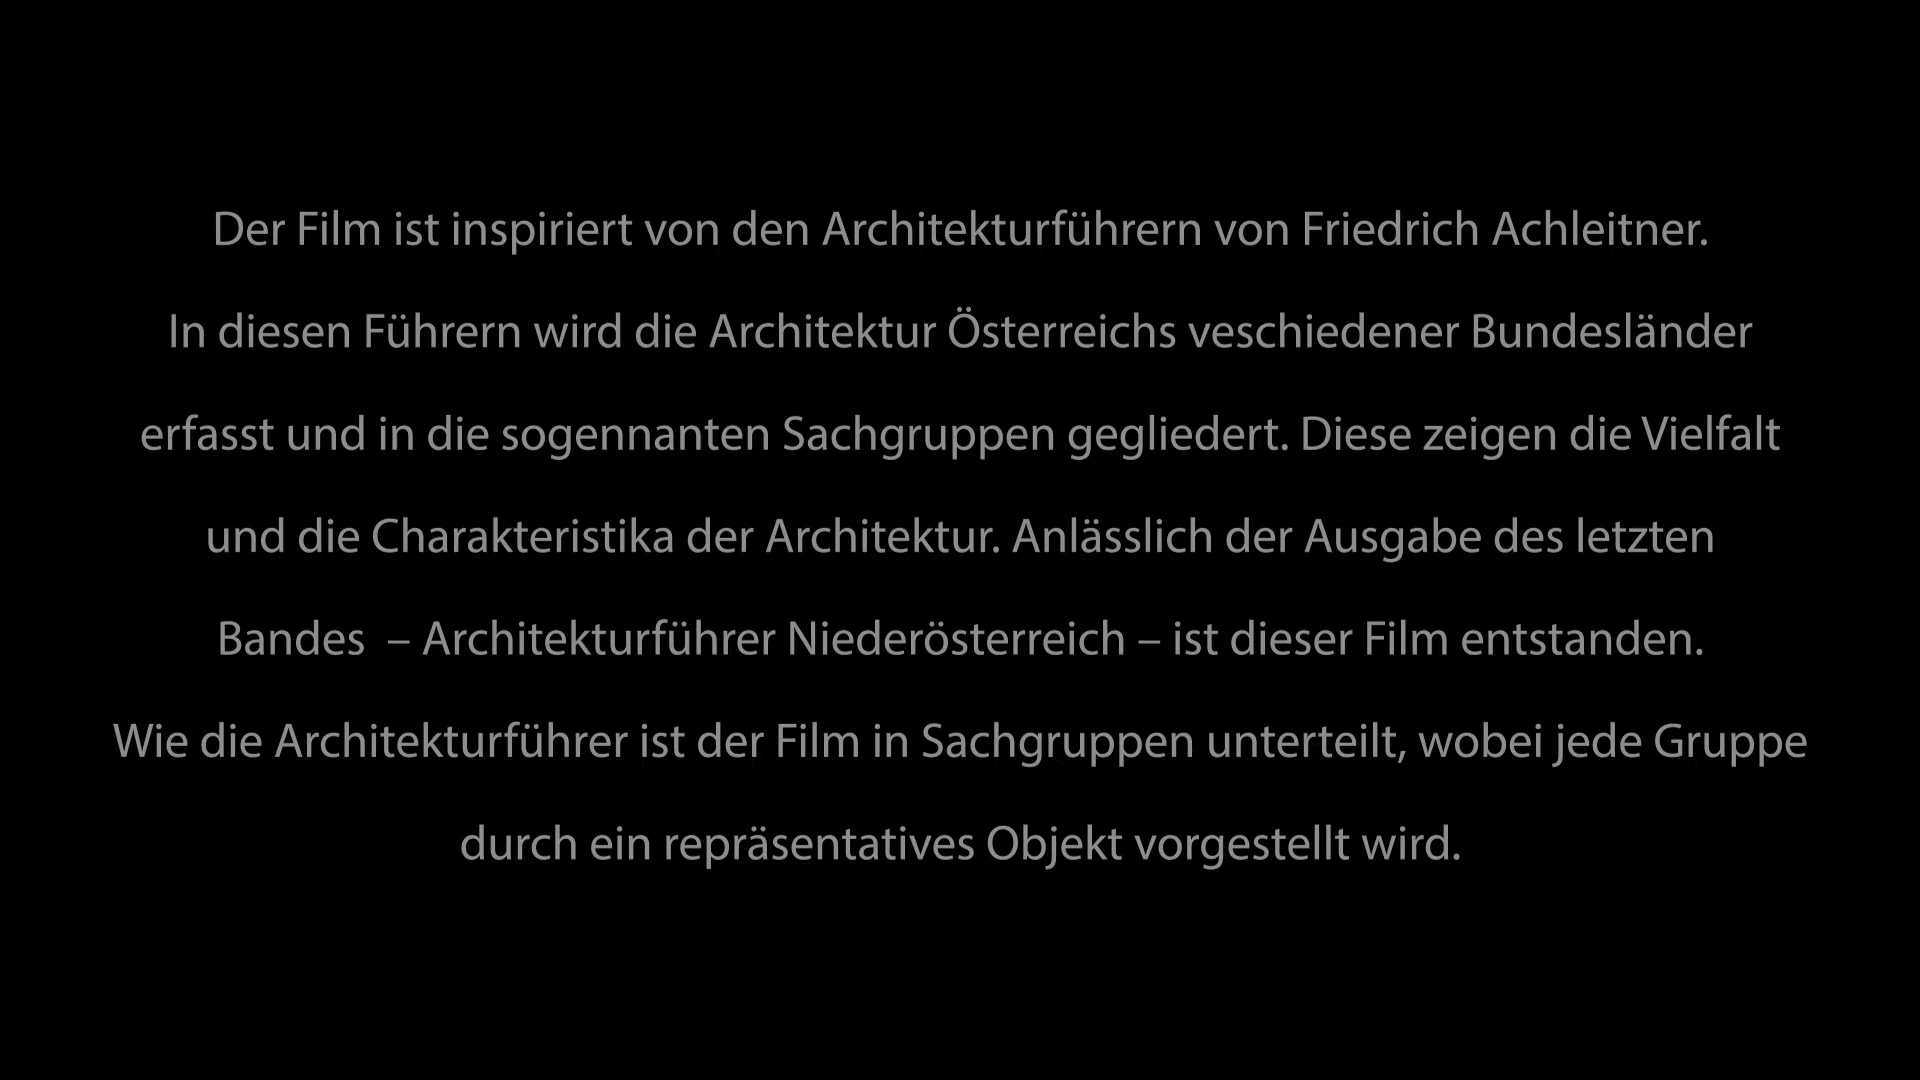 Der Film ist inspiriert von den Architekturführern von Friedrich Achleitner.
In diesen Führern wird die Architektur Österreichs veschiedener Bundesländer
erfasst und in die sogennanten Sachgruppen gegliedert. Diese zeigen die Vielfalt
und die Charakteristika der Architektur. Anlässlich der Ausgabe des letzten
Bandes  – Architekturführer Niederösterreich – ist dieser Film entstanden.
Wie die Architekturführer ist der Film in Sachgruppen unterteilt, wobei jede Gruppe
durch ein repräsentatives Objekt vorgestellt wird.